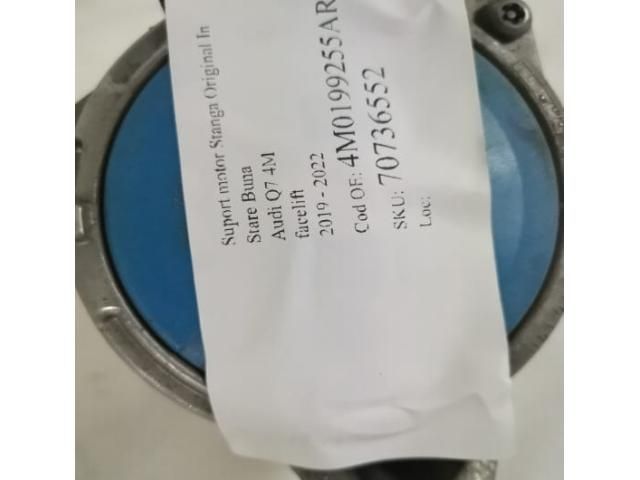 Suport motor Stanga Original In
Stare Buna
Audi Q7 4M
facelift
2019 - 2022
Cod OE: 4M0199255AR
SKU: 70736552
Loc: